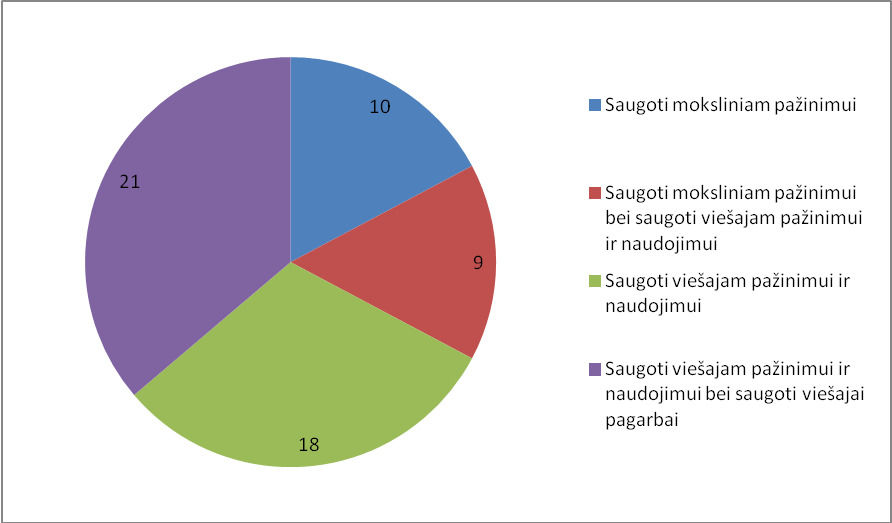 10
9
18
21
Saugoti moksliniam pažinimui
Saugoti moksliniam pažinimui
bei saugoti viešajam pažinimui
ir naudojimui
Saugoti viešajam pažinimui ir
naudojimui
Saugoti viešajam pažinimui ir
naudojimui bei saugoti viešajai
pagarbai